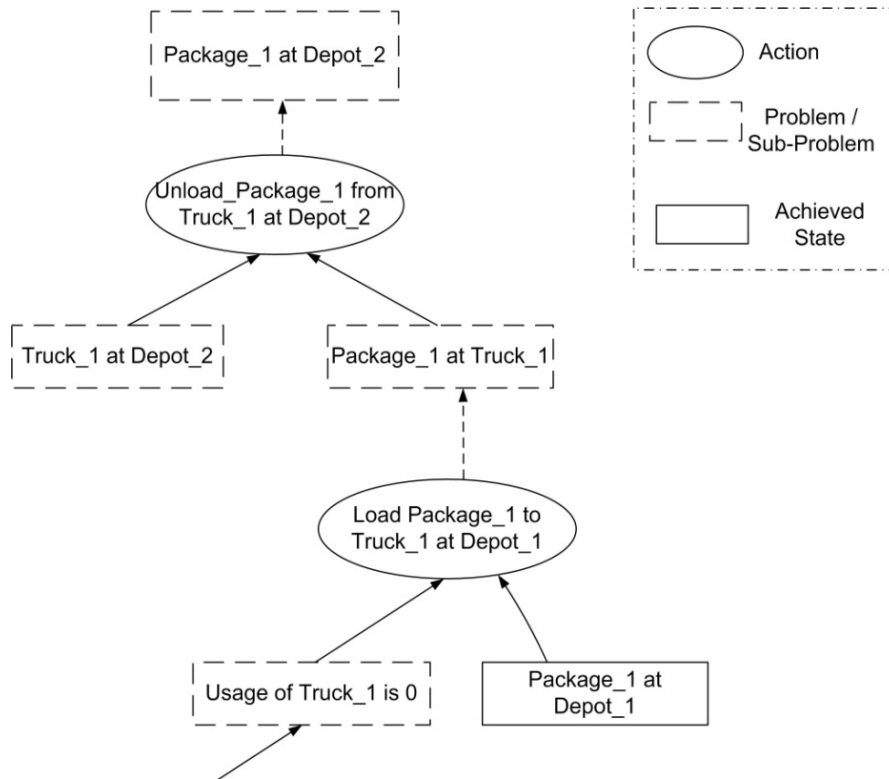 Package_1 at Depot_2
Action
Problem /
Sub-Problem
Unload_Package_1 from
Truck_1 at Depot_2
Achieved
State
Truck_1 at Depot_2
Package_1 at Truck_1
Load Package_1 to
Truck_1 at Depot_1
Usage of Truck_1 is 0
Package_1 at
Depot_1